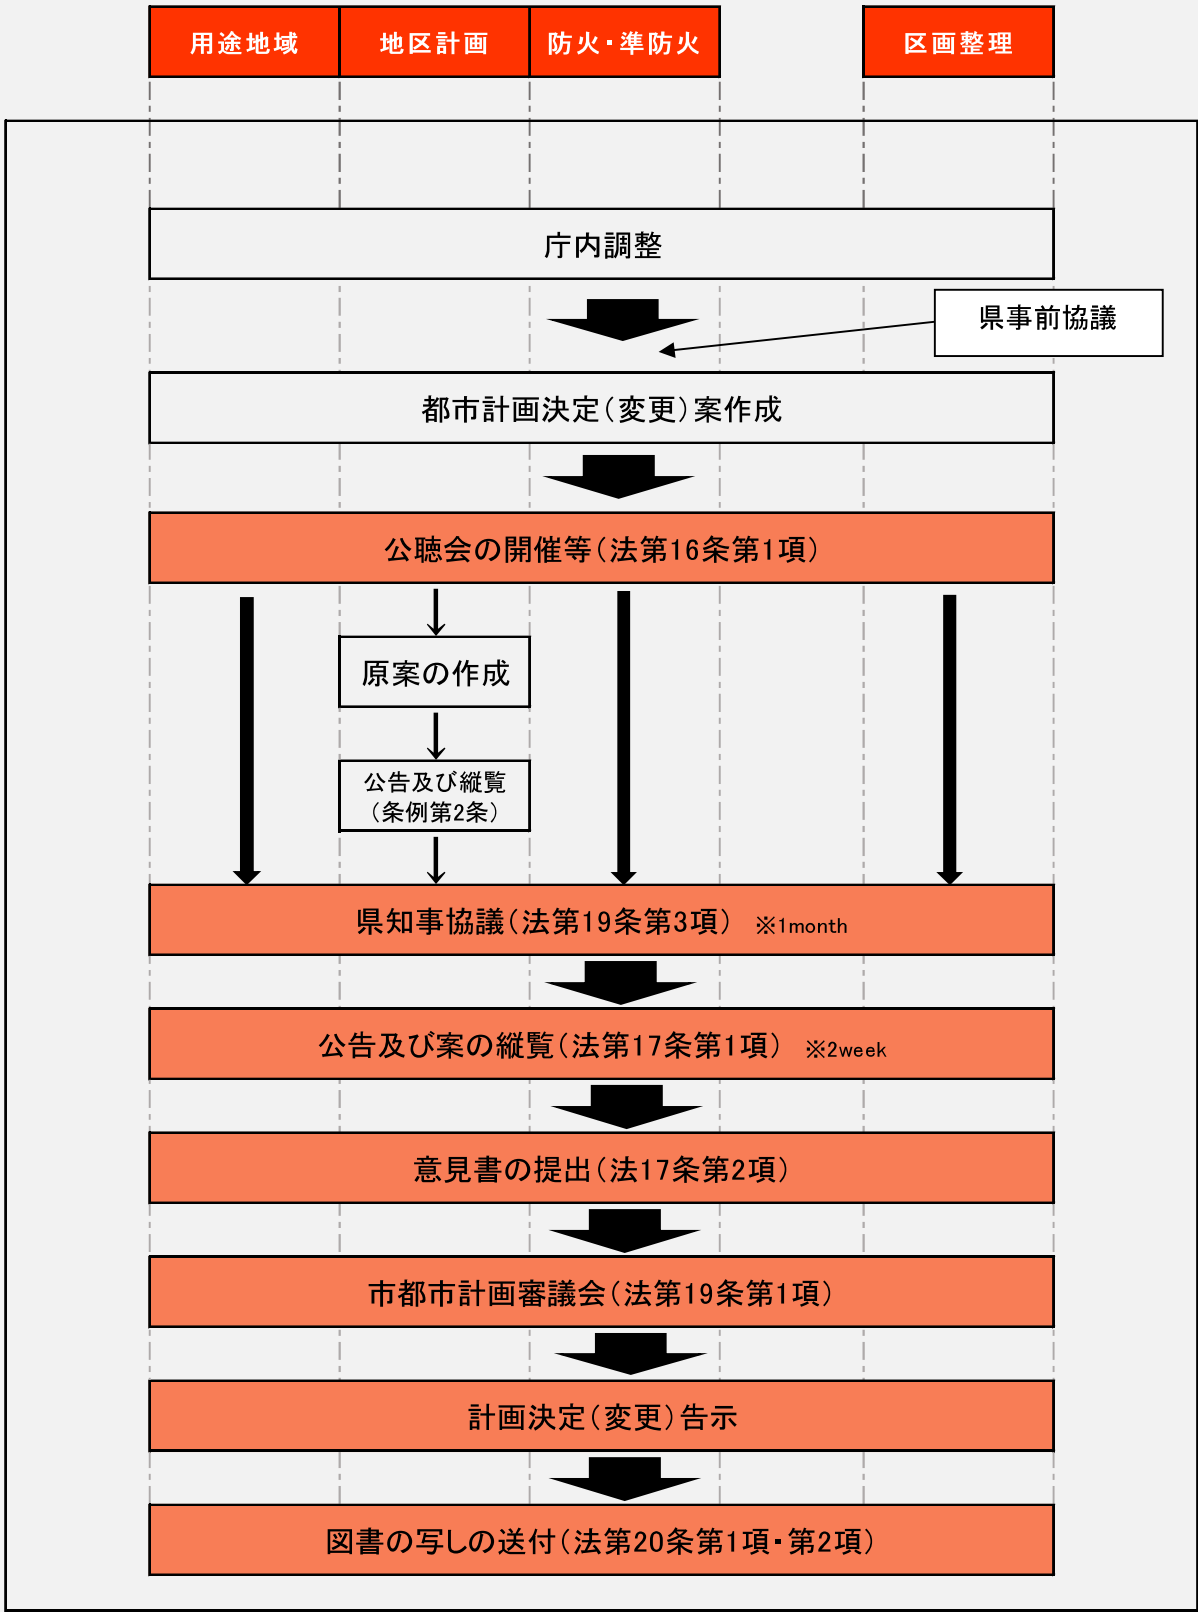 用途地域
地区計画
防火・準防火
区画整理
庁内調整
県事前協議
都市計画決定（変更）案作成
公聴会の開催等（法第16条第1項）
原案の作成
公告及び縦覧
（条例第2条）
県知事協議（法第19条第3項） ※1month
公告及び案の縦覧（法第17条第1項） ※2week
意見書の提出（法17条第2項）
市都市計画審議会（法第19条第1項）
計画決定（変更）告示
図書の写しの送付（法第20条第1項・第2項）